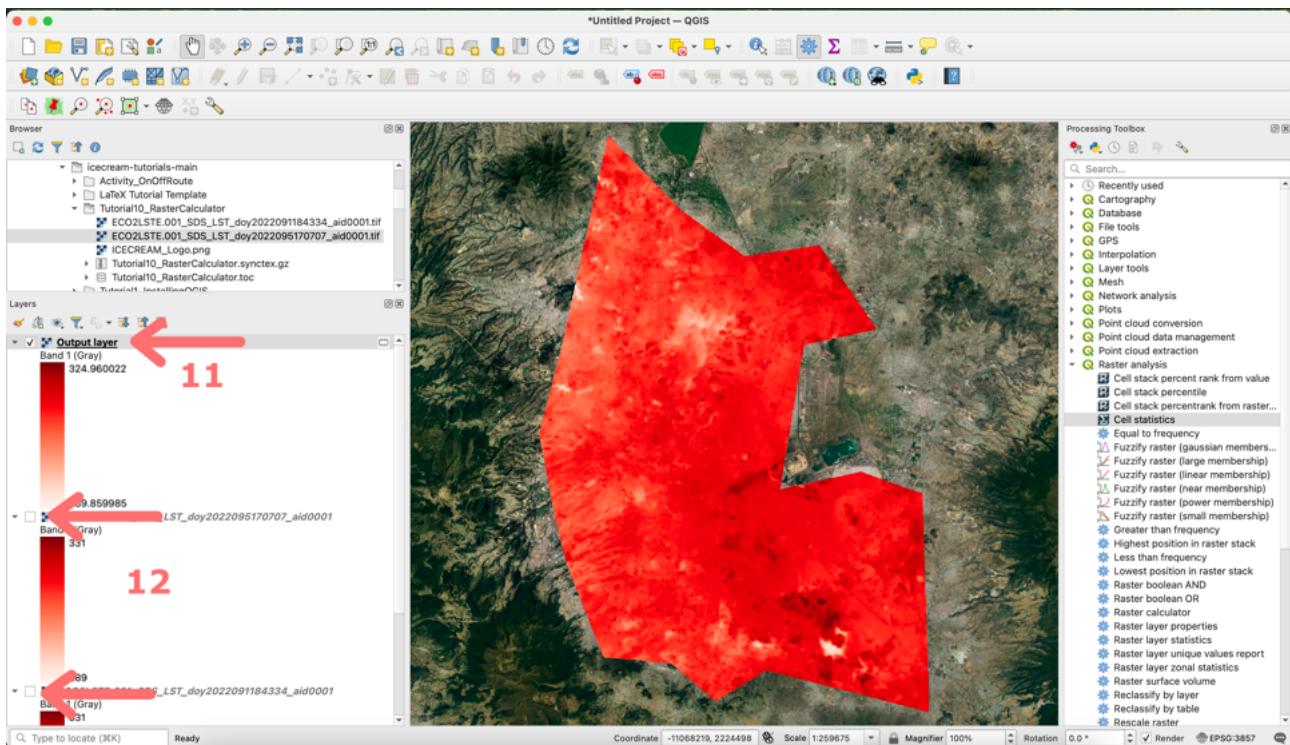 *Untitled Project — QGIS
Browser
icecream-tutorials-main
Activity_OnOffRoute
LaTeX Tutorial Template
Tutorial10_RasterCalculator
ECO2LSTE.001_SDS_LST_doy2022091184334_aid0001.tif
ECO2LSTE.001_SDS_LST_doy2022095170707_aid0001.tif
ICECREAM_Logo.png
Tutorial10_RasterCalculator.synctex.gz
Tutorial10_RasterCalculator.toc
Tutorial1_InstallingQGIS
Layers
Output layer
11
Band 1 (Gray)
324.960022
9.859985
_LST_doy2022095170707_aid0001
Band (Gray)
331
12
89
_SDS_LST_doy2022091184334_aid0001
Ba (Gray)
331
Type to locate (⌘K)
Ready
Coordinate
-11068219, 2224498
Scale
1:259675
Magnifier
100%
Rotation
0.0 °
Render
EPSG:3857
Processing Toolbox
Search...
Recently used
Cartography
Database
File tools
GPS
Interpolation
Layer tools
Mesh
Network analysis
Plots
Point cloud conversion
Point cloud data management
Point cloud extraction
Raster analysis
Cell stack percent rank from value
Cell stack percentile
Cell stack percentrank from raster...
Cell statistics
Equal to frequency
Fuzzify raster (gaussian members...
Fuzzify raster (large membership)
Fuzzify raster (linear membership)
Fuzzify raster (near membership)
Fuzzify raster (power membership)
Fuzzify raster (small membership)
Greater than frequency
Highest position in raster stack
Less than frequency
Lowest position in raster stack
Raster boolean AND
Raster boolean OR
Raster calculator
Raster layer properties
Raster layer statistics
Raster layer unique values report
Raster layer zonal statistics
Raster surface volume
Reclassify by layer
Reclassify by table
Rescale raster